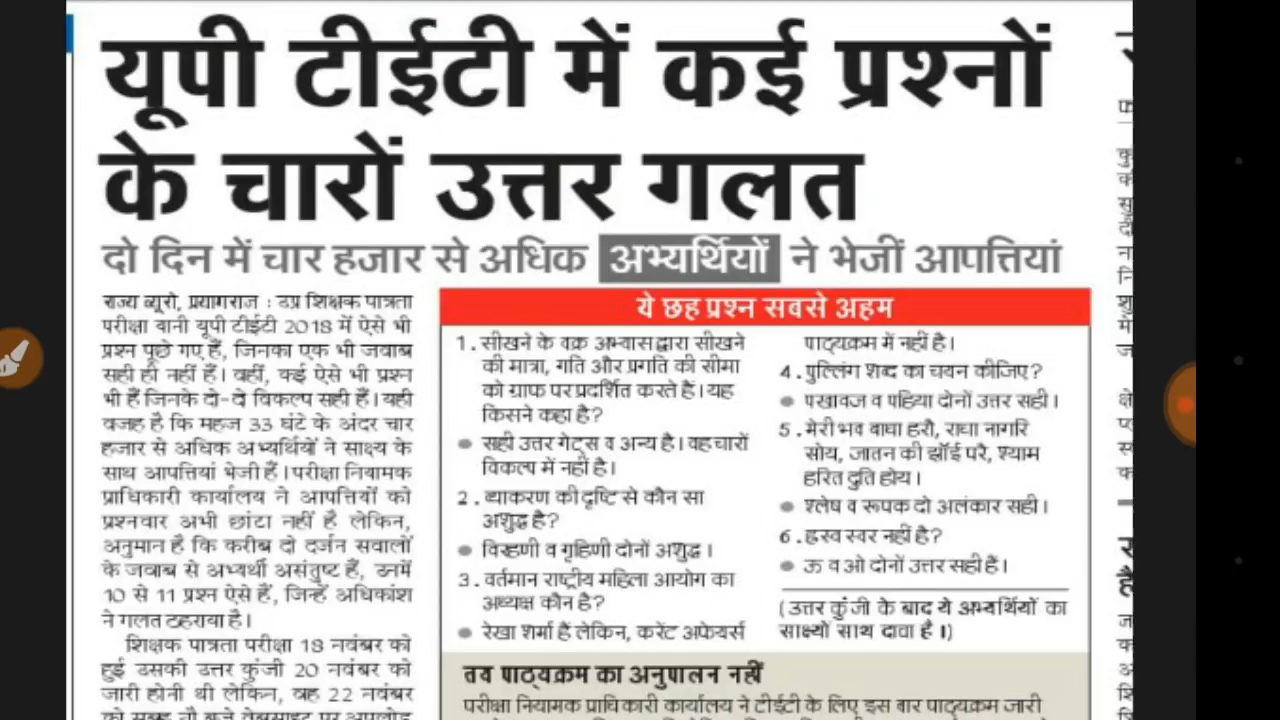 यूपी टीईटी में कई प्रश्नों
के चारों उत्तर गलत
दो दिन में चार हजार से अधिक अभ्यर्थियों ने भेजीं आपत्तियां
राज्य ब्यूरो, प्रयागराज : उप्र शिक्षक पात्रता
परीक्षा यानी यूपी टीईटी 2018 में ऐसे भी
प्रश्न पूछे गए हैं, जिनका एक भी जवाब
सही ही नहीं हैं। वहीं, कई ऐसे भी प्रश्न
भी हैं जिनके दो-दो विकल्प सही हैं। यही
वजह है कि महज 33 घंटे के अंदर चार
हजार से अधिक अभ्यर्थियों ने साक्ष्य के
साथ आपत्तियां भेजी हैं। परीक्षा नियामक
प्राधिकारी कार्यालय ने आपत्तियों को
प्रश्नवार अभी छांटा नहीं है लेकिन,
अनुमान है कि करीब दो दर्जन सवालों
के जवाब से अभ्यर्थी असंतुष्ट हैं, उनमें
10 से 11 प्रश्न ऐसे हैं, जिन्हें अधिकांश
ने गलत ठहराया है।
शिक्षक पात्रता परीक्षा 18 नवंबर को
हुई उसकी उत्तर कुंजी 20 नवंबर को
जारी होनी थी लेकिन, वह 22 नवंबर
को सुबह नौ बजे वेबसाइट पर अपलोड
ये छह प्रश्न सबसे अहम
1. सीखने के वक्र अभ्यास द्वारा सीखने
की मात्रा, गति और प्रगति की सीमा
को ग्राफ पर प्रदर्शित करते हैं। यह
किसने कहा है?
● सही उत्तर गेट्स व अन्य है। वह चारों
विकल्प में नहीं है।
2. व्याकरण की दृष्टि से कौन सा
अशुद्ध है?
● विरहणी व गृहिणी दोनों अशुद्ध।
3. वर्तमान राष्ट्रीय महिला आयोग का
अध्यक्ष कौन है?
● रेखा शर्मा हैं लेकिन, करेंट अफेयर्स
पाठ्यक्रम में नहीं है।
4. पुल्लिंग शब्द का चयन कीजिए?
● पखावज व पहिया दोनों उत्तर सही।
5. मेरी भव बाधा हरौ, राधा नागरि
सोय, जातन की झाँई परै, श्याम
हरित दुति होय।
● श्लेष व रूपक दो अलंकार सही।
6. ह्रस्व स्वर नहीं है?
● ऊ व ओ दोनों उत्तर सही हैं।
(उत्तर कुंजी के बाद ये अभ्यर्थियों का
साक्ष्यों साथ दावा है।)
तय पाठ्यक्रम का अनुपालन नहीं
परीक्षा नियामक प्राधिकारी कार्यालय ने टीईटी के लिए इस बार पाठ्यक्रम जारी